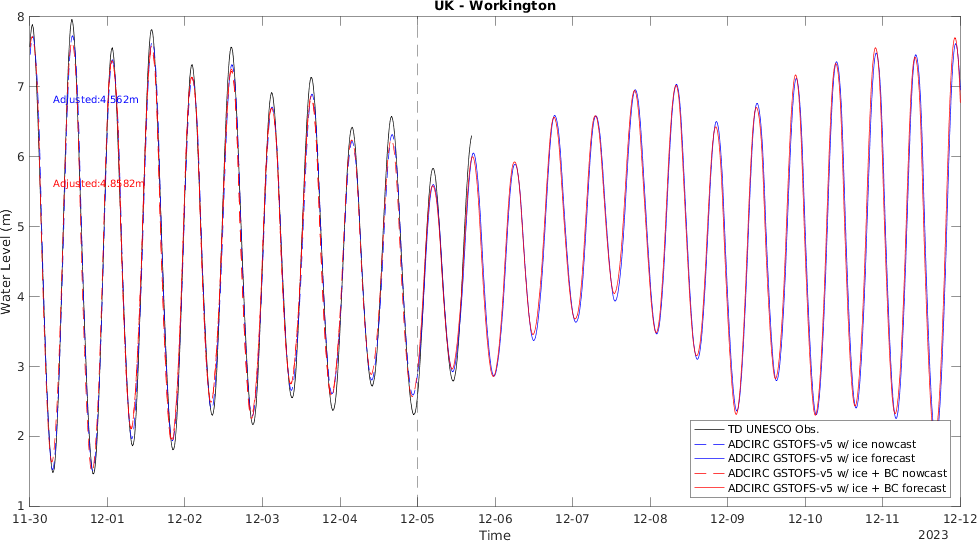 UK - Workington
8
7
Adjusted:4.562m
6
Adjusted:4.8582m
5
Water Level (m)
4
3
2
1
TD UNESCO Obs.
ADCIRC GSTOFS-v5 w/ ice nowcast
ADCIRC GSTOFS-v5 w/ ice forecast
ADCIRC GSTOFS-v5 w/ ice + BC nowcast
ADCIRC GSTOFS-v5 w/ ice + BC forecast
11-30 12-01 12-02 12-03 12-04 12-05 12-06 12-07 12-08 12-09 12-10 12-11 12-12
Time
2023